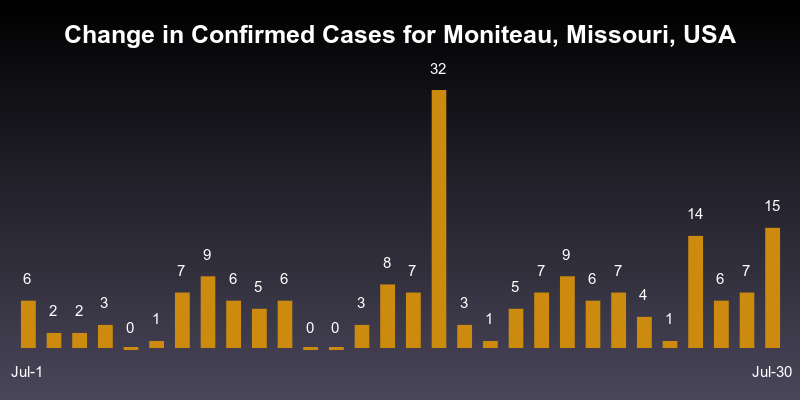 Change in Confirmed Cases for Moniteau, Missouri, USA
6 2 2 3 0 1 7 9 6 5 6 0 0 3 8 7 32 3 1 5 7 9 6 7 4 1 14 6 7 15
Jul-1 Jul-30